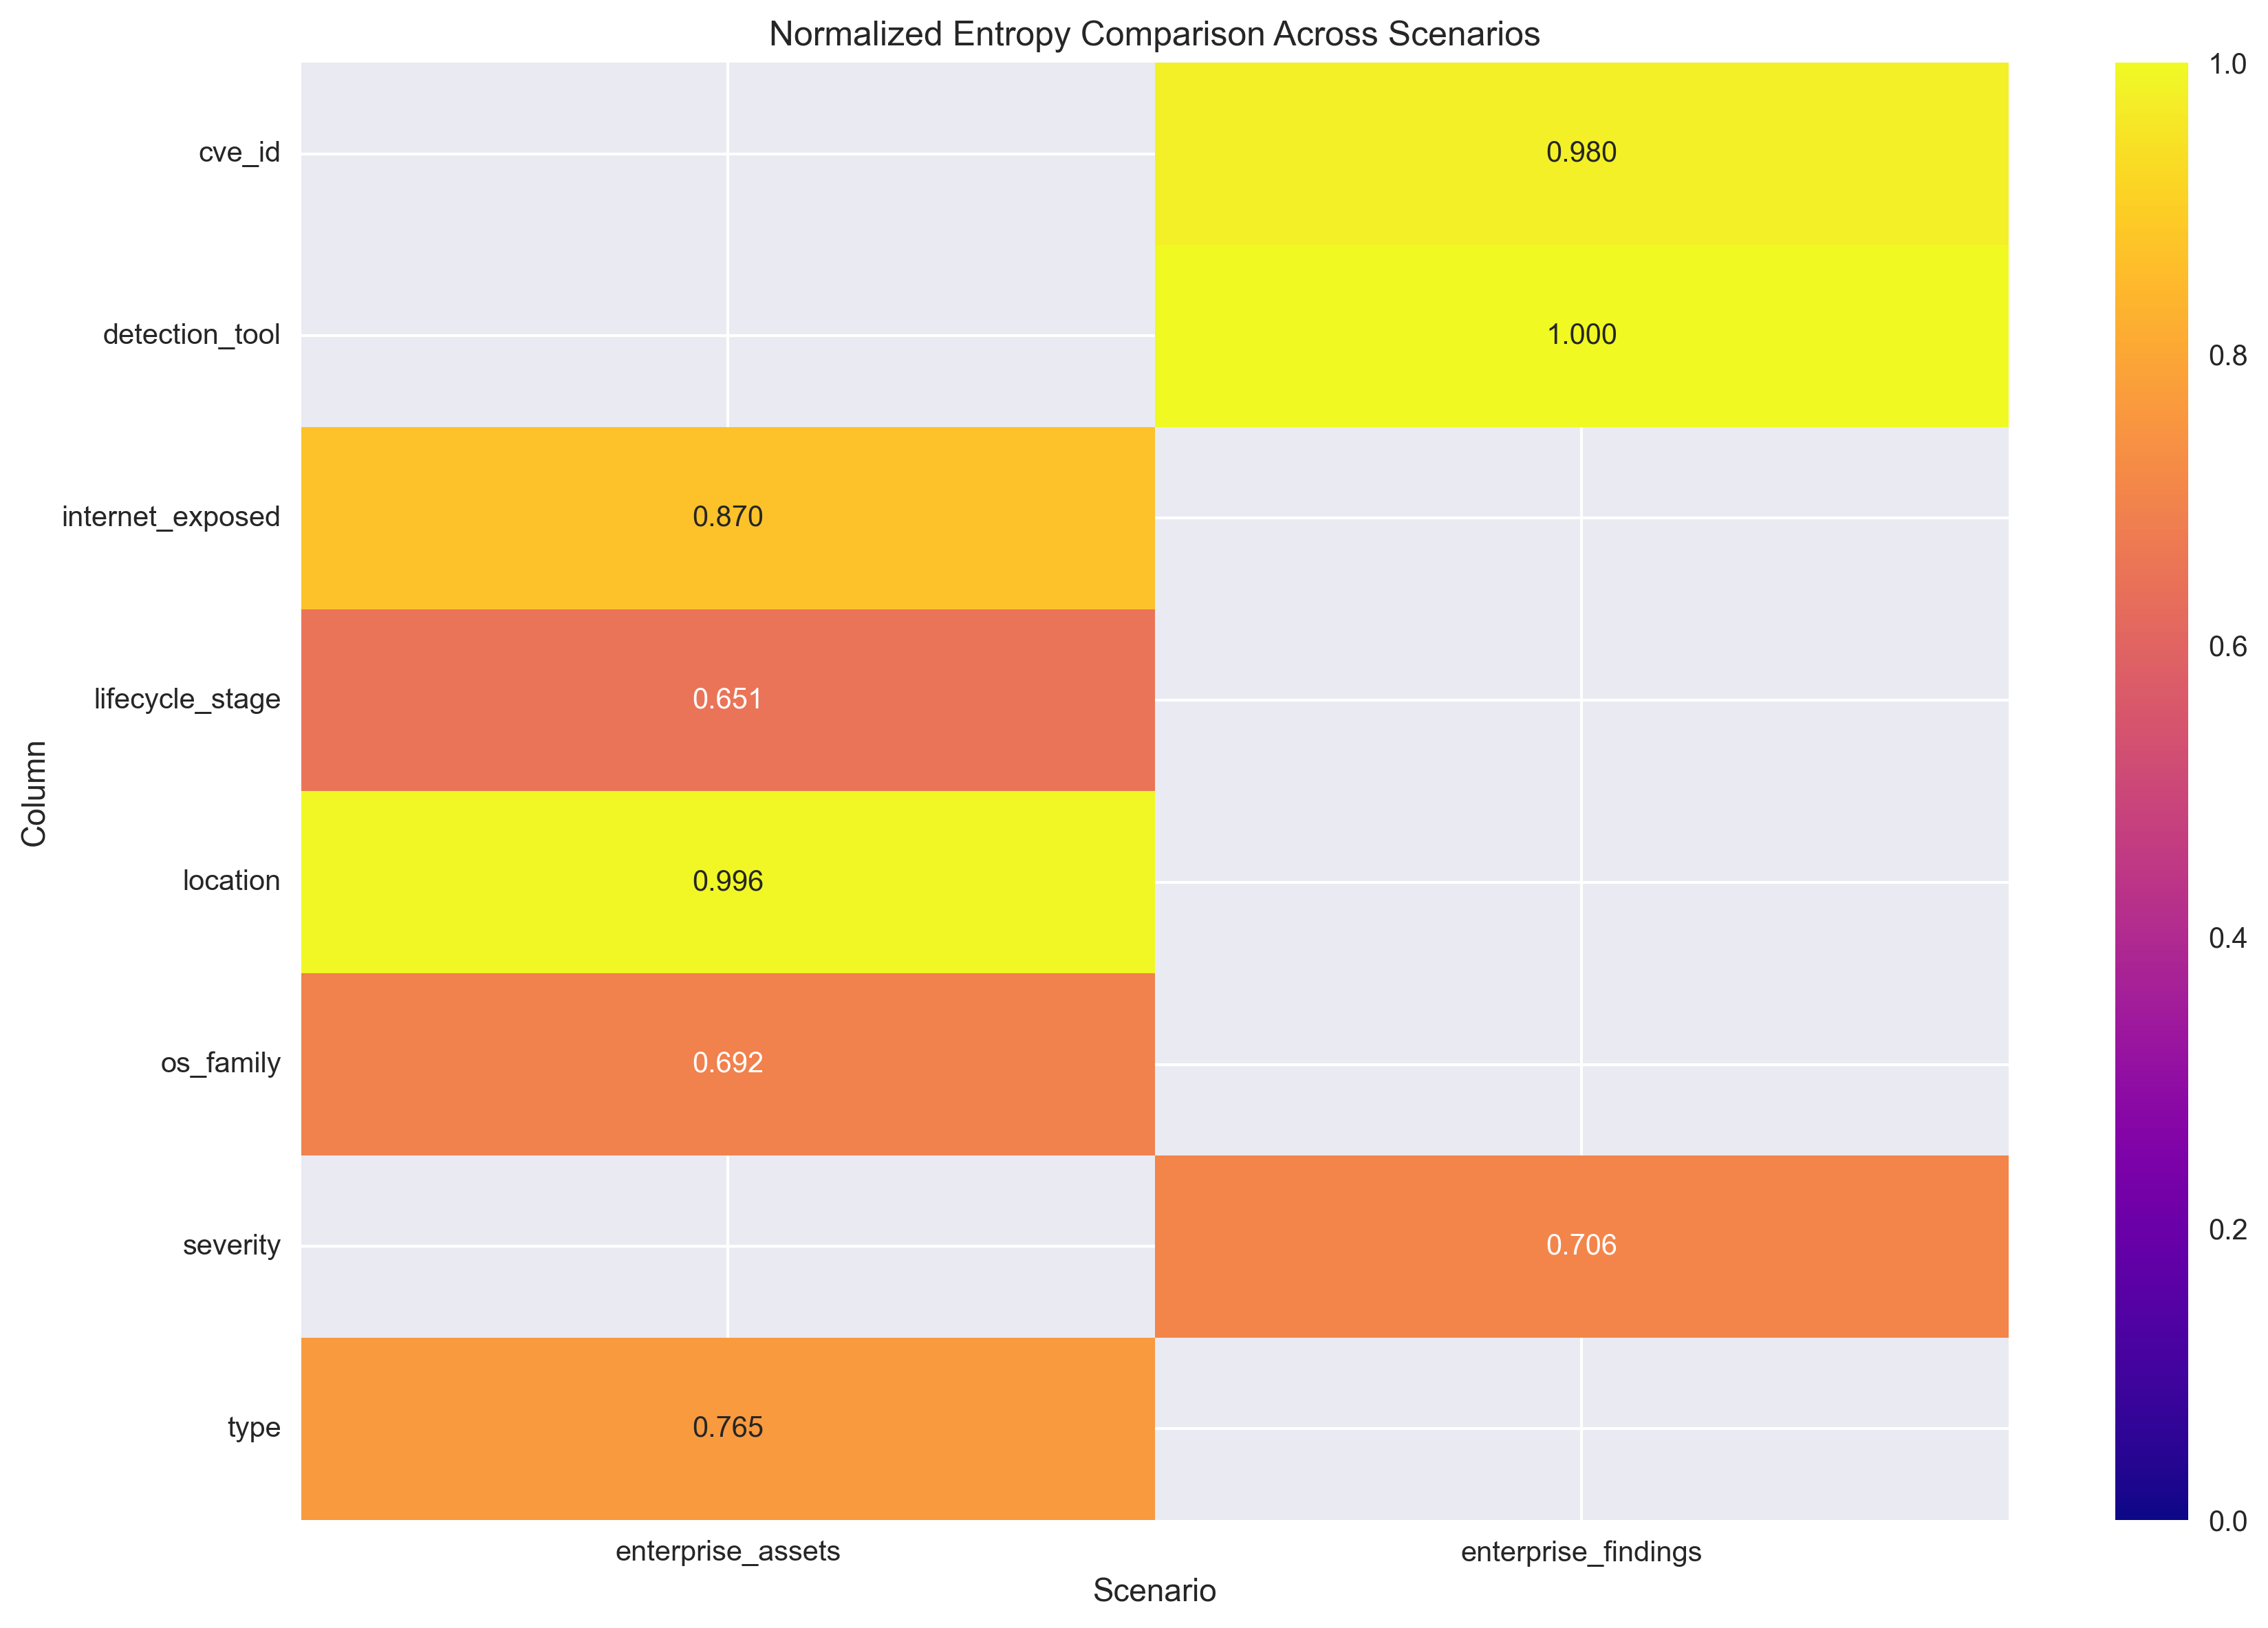 Normalized Entropy Comparison Across Scenarios
1.0
cve_id
0.980
detection_tool
1.000
0.8
internet_exposed
0.870
0.6
lifecycle_stage
0.651
Column
location
0.996
0.4
os_family
0.692
severity
0.706
0.2
type
0.765
0.0
enterprise_assets
enterprise_findings
Scenario